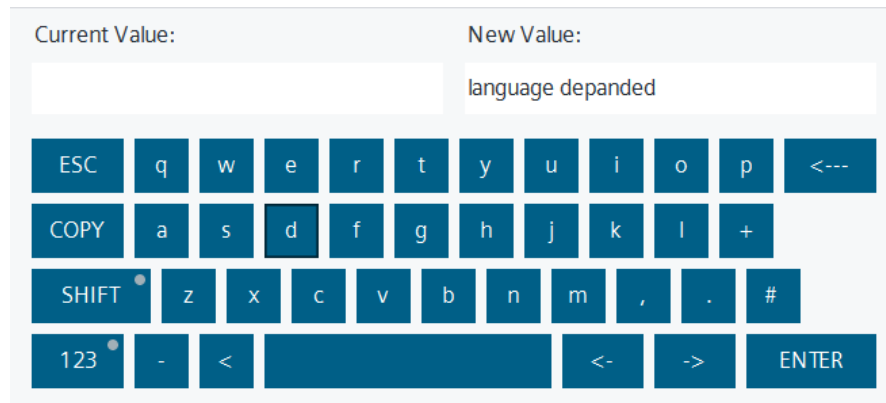 Current Value: New Value:
language depanded
ESC q w e r t y u i o p <---
COPY a s d f g h j k l +
SHIFT z x c v b n m , . #
123 - < <- -> ENTER